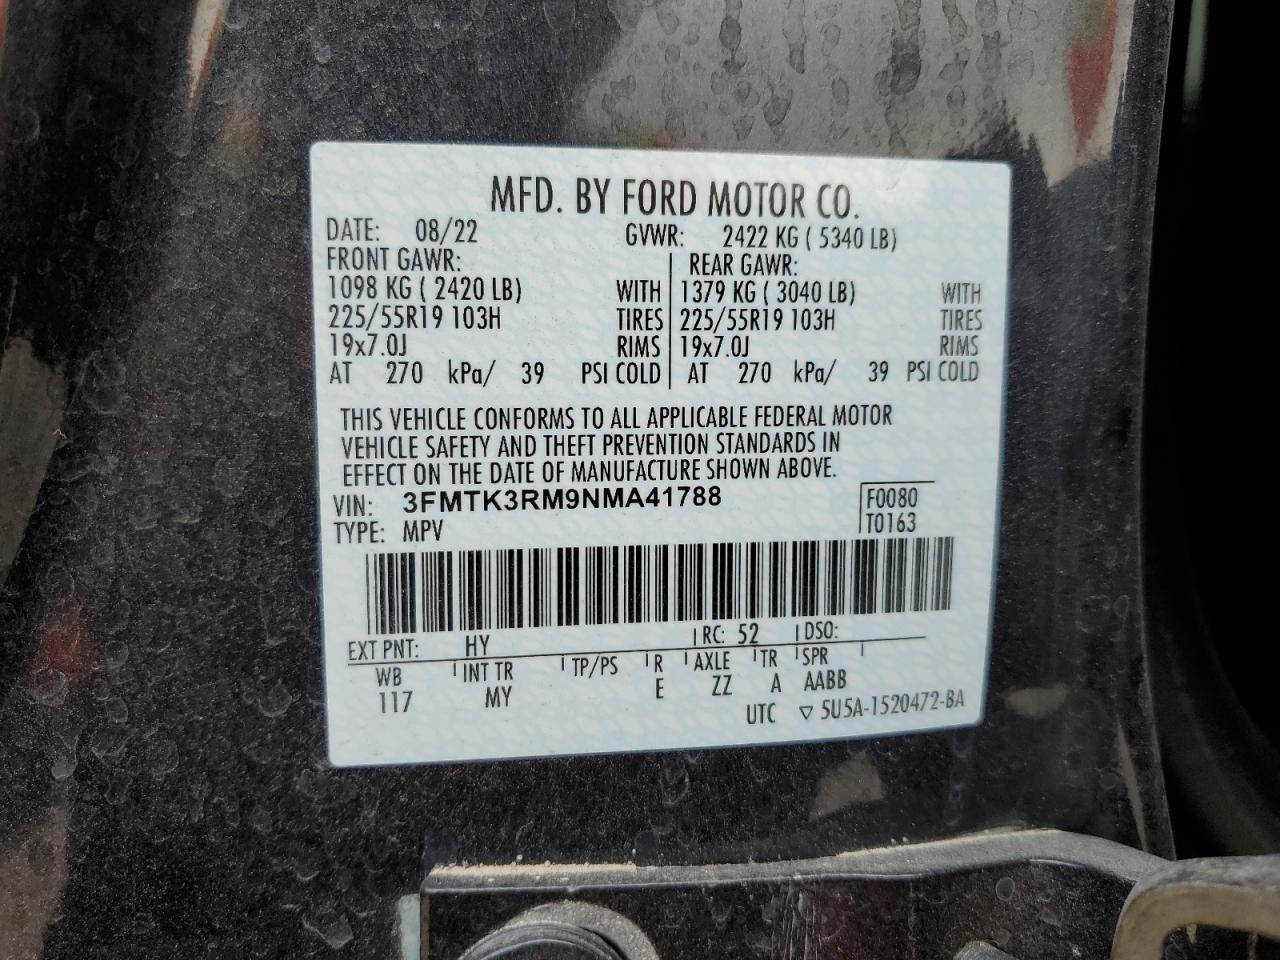 MFD. BY FORD MOTOR CO.
DATE: 08/22 GVWR: 2422 KG ( 5340 LB)
FRONT GAWR: REAR GAWR:
1098 KG ( 2420 LB) WITH 1379 KG ( 3040 LB) WITH
225/55R19 103H TIRES 225/55R19 103H TIRES
19x7.0J RIMS 19x7.0J RIMS
AT 270 kPa/ 39 PSI COLD AT 270 kPa/ 39 PSI COLD
THIS VEHICLE CONFORMS TO ALL APPLICABLE FEDERAL MOTOR
VEHICLE SAFETY AND THEFT PREVENTION STANDARDS IN
EFFECT ON THE DATE OF MANUFACTURE SHOWN ABOVE.
VIN: 3FMTK3RM9NMA41788 F0080
TYPE: MPV T0163
EXT PNT: HY RC: 52 DSO:
WB INT TR TP/PS R AXLE TR SPR
117 MY E ZZ A AABB
UTC ▽ 5U5A-1520472-BA